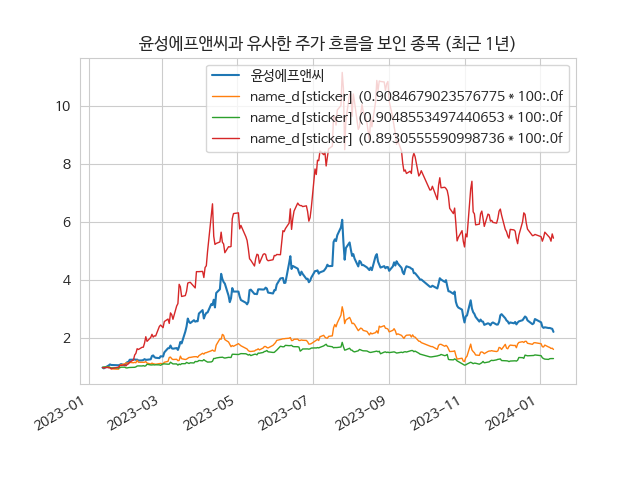 윤성에프앤씨과 유사한 주가 흐름을 보인 종목 (최근 1년)
윤성에프앤씨
name_d[sticker] (0.9084679023576775 * 100:.0f
name_d[sticker] (0.9048553497440653 * 100:.0f
name_d[sticker] (0.8930555590998736 * 100:.0f
10
8
6
4
2
2023-01
2023-03
2023-05
2023-07
2023-09
2023-11
2024-01